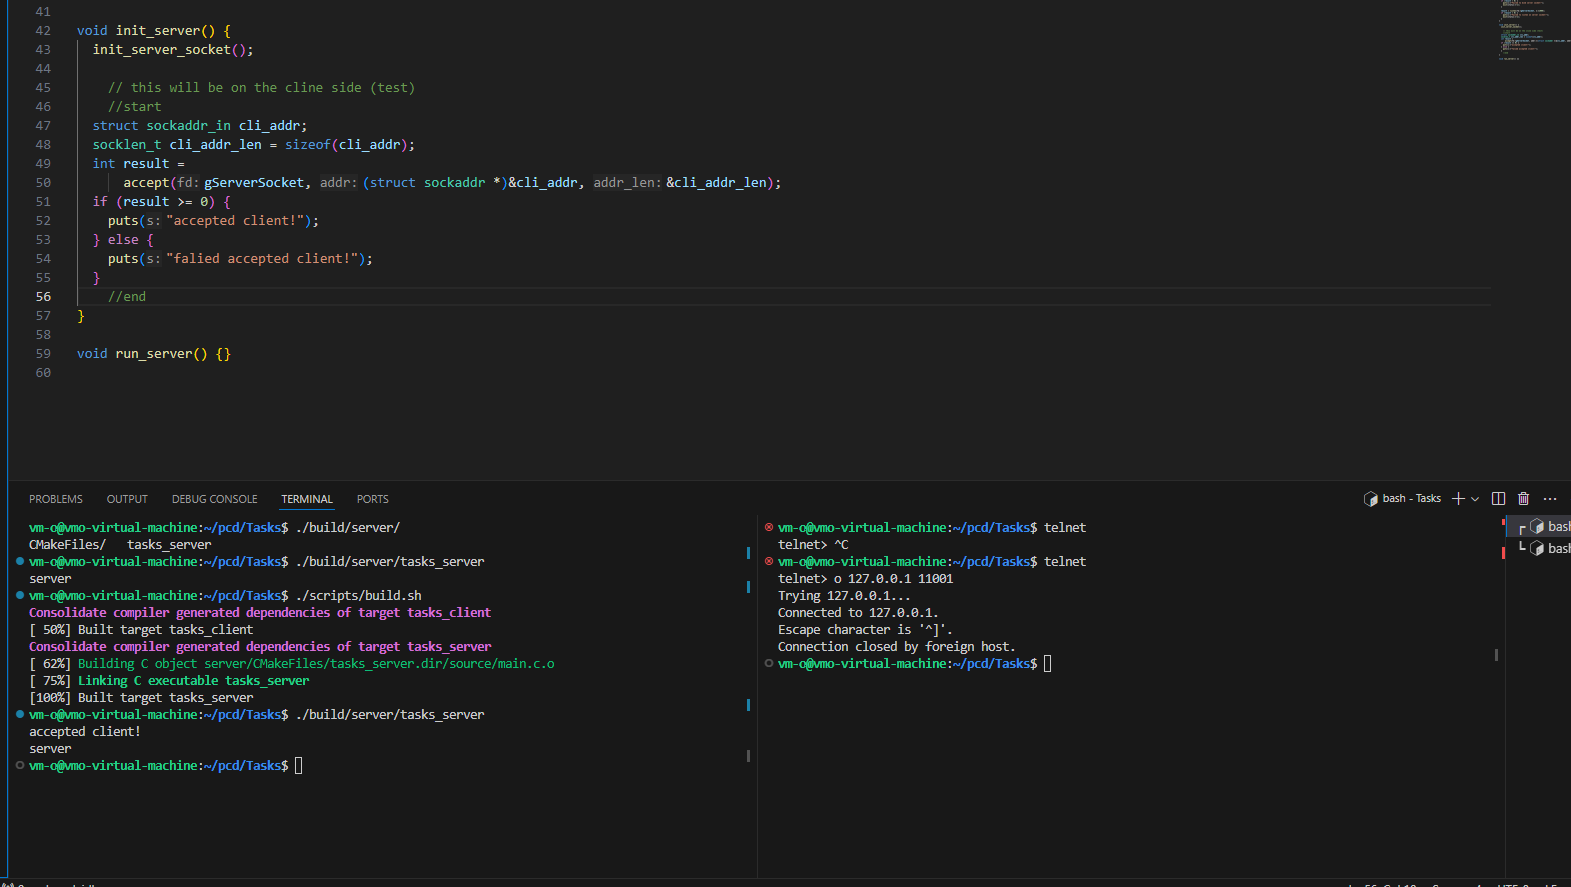 41
42 void init_server() {
43 init_server_socket();
44
45 // this will be on the cline side (test)
46 //start
47 struct sockaddr_in cli_addr;
48 socklen_t cli_addr_len = sizeof(cli_addr);
49 int result =
50 accept(fd: gServerSocket, addr: (struct sockaddr *)&cli_addr, addr_len: &cli_addr_len);
51 if (result >= 0) {
52 puts(s: "accepted client!");
53 } else {
54 puts(s: "falied accepted client!");
55 }
56 //end
57 }
58
59 void run_server() {}
60
PROBLEMS OUTPUT DEBUG CONSOLE TERMINAL PORTS
bash - Tasks
vm-o@vmo-virtual-machine:~/pcd/Tasks$ ./build/server/
CMakeFiles/ tasks_server
vm-o@vmo-virtual-machine:~/pcd/Tasks$ ./build/server/tasks_server
server
vm-o@vmo-virtual-machine:~/pcd/Tasks$ ./scripts/build.sh
Consolidate compiler generated dependencies of target tasks_client
[ 50%] Built target tasks_client
Consolidate compiler generated dependencies of target tasks_server
[ 62%] Building C object server/CMakeFiles/tasks_server.dir/source/main.c.o
[ 75%] Linking C executable tasks_server
[100%] Built target tasks_server
vm-o@vmo-virtual-machine:~/pcd/Tasks$ ./build/server/tasks_server
accepted client!
server
vm-o@vmo-virtual-machine:~/pcd/Tasks$
vm-o@vmo-virtual-machine:~/pcd/Tasks$ telnet
telnet> ^C
vm-o@vmo-virtual-machine:~/pcd/Tasks$ telnet
telnet> o 127.0.0.1 11001
Trying 127.0.0.1...
Connected to 127.0.0.1.
Escape character is '^]'.
Connection closed by foreign host.
vm-o@vmo-virtual-machine:~/pcd/Tasks$
bash
bash